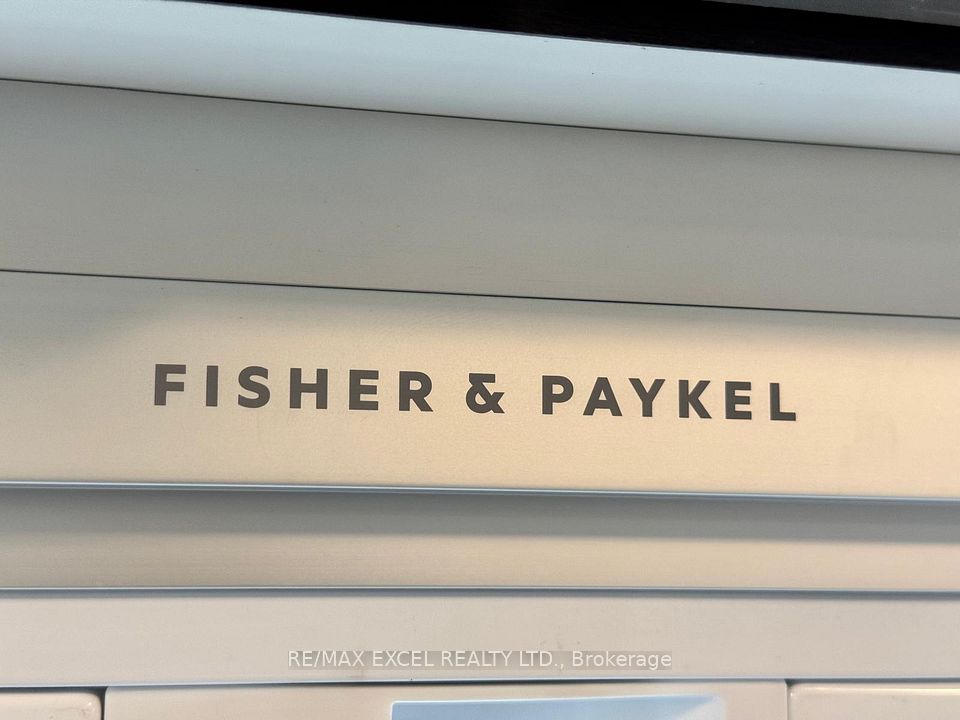 FISHER & PAYKEL
RE/MAX EXCEL REALTY LTD., Brokerage